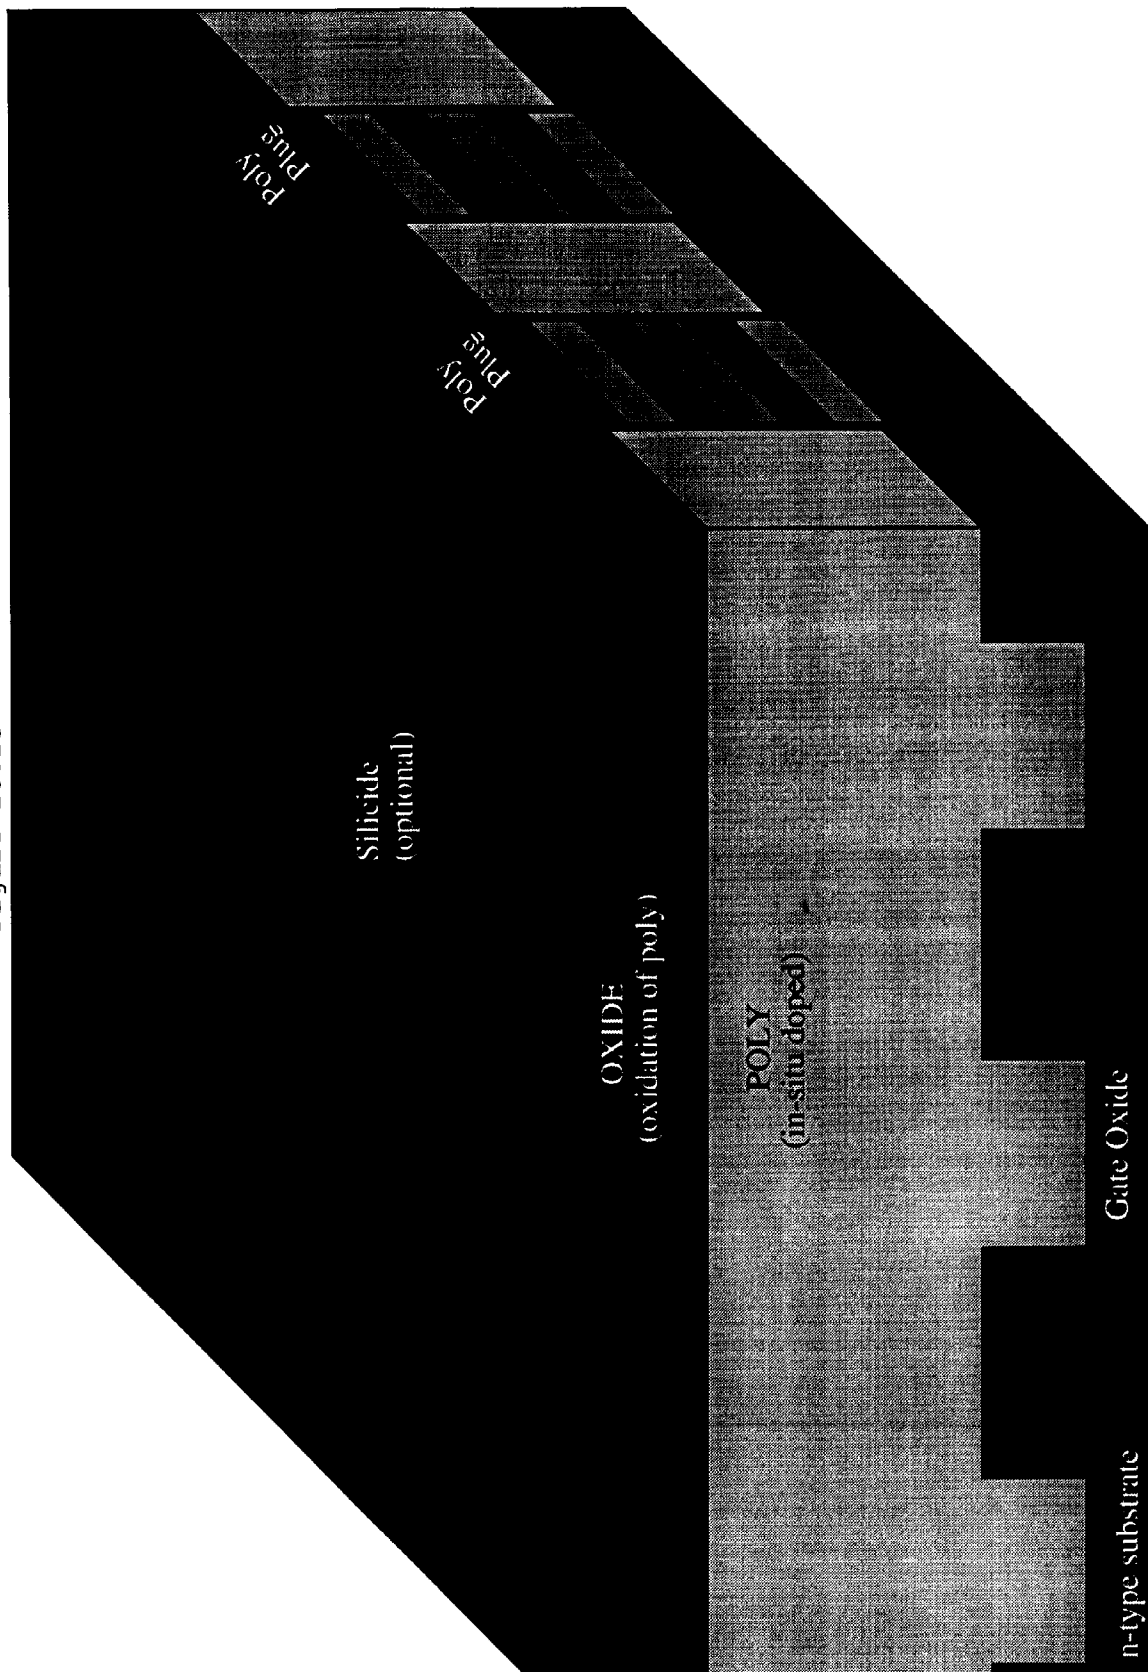 Poly
Plug
Poly
Plug
Silicide
(optional)
OXIDE
(oxidation of poly)
POLY
(in-situ doped)
Gate Oxide
n-type substrate